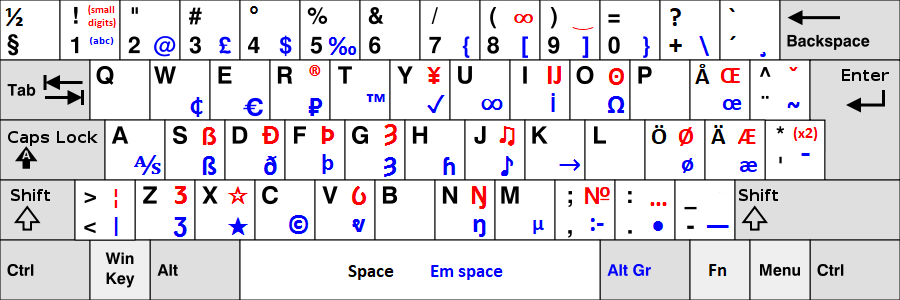 ½ ! (small digits) " # ° % & / ( ∞ ) ‿ = ? `
§ 1 (abc) 2 @ 3 £ 4 $ 5 ‰ 6 7 { 8 [ 9 ] 0 } + \ ´ ¸ Backspace
Tab Q W E R ® T Y ¥ U I Ĳ O ʘ P Å Œ ^ ˇ Enter
¢ € ₽ ™ ✓ ∞ i Ω œ ¨ ~
Caps Lock A S ẞ D Ð F Þ G Ȝ H J ♫ K L Ö Ø Ä Æ * (x2)
A
⅍ ß ð þ ȝ ɦ ♪ → ø æ ' -
Shift > ¦ Z Ʒ X ☆ C V N Ŋ M ; № : … _ Shift
B
< | ʒ ★ © ŋ µ , :- . ● - —
Ctrl Win Key Alt Space Em space Alt Gr Fn Menu Ctrl